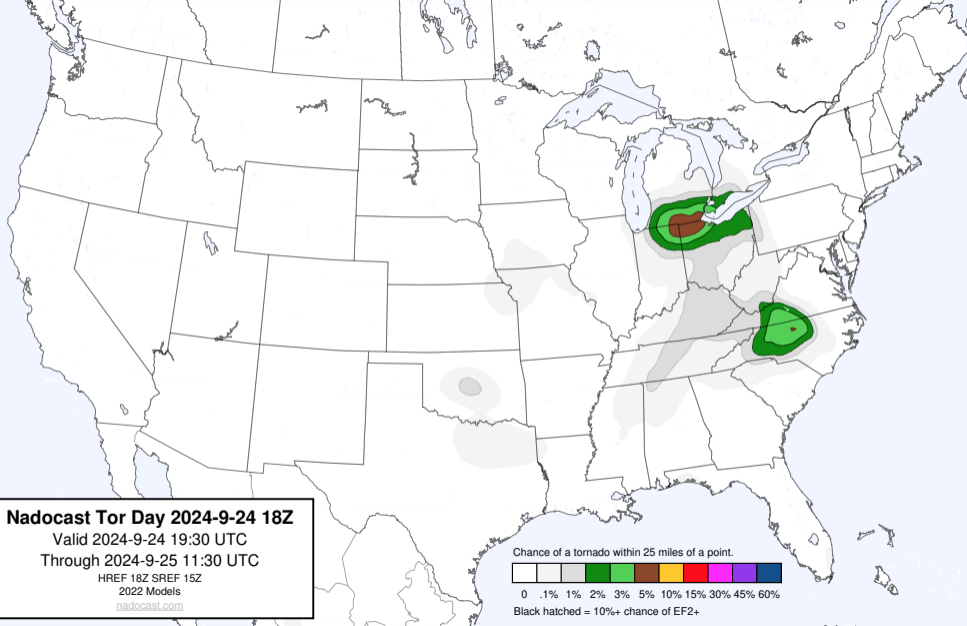 Nadocast Tor Day 2024-9-24 18Z
Valid 2024-9-24 19:30 UTC
Through 2024-9-25 11:30 UTC
HREF 18Z SREF 15Z
2022 Models
nadocast.com
Chance of a tornado within 25 miles of a point.
0 .1% 1% 2% 3% 5% 10% 15% 30% 45% 60%
Black hatched = 10%+ chance of EF2+